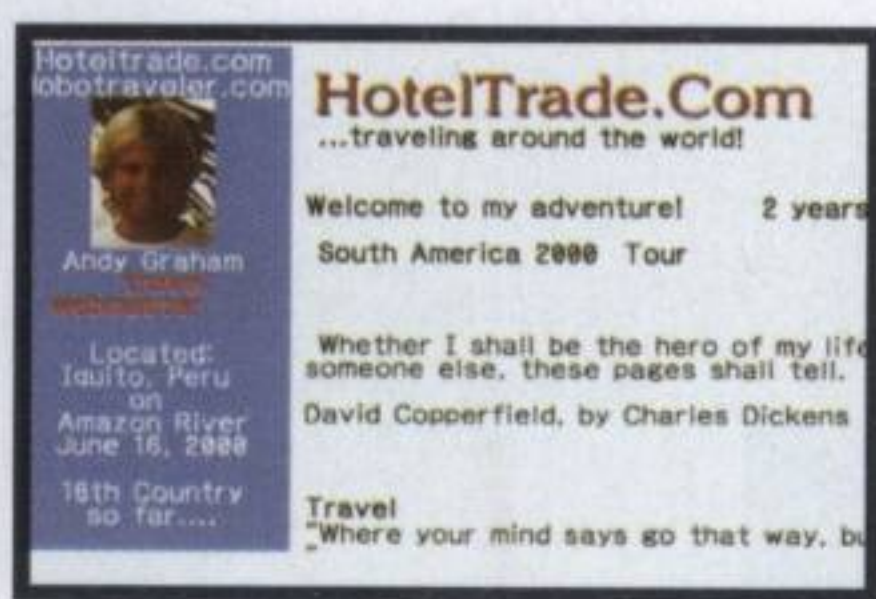 Hoteltrade.com
obotraveler.com
Andy Graham
Located:
Iquito, Peru
on
Amazon River
June 16, 2000
16th Country
so far....
HotelTrade.Com
...traveling around the world!
Welcome to my adventure! 2 years
South America 2000 Tour
Whether I shall be the hero of my life
someone else, these pages shall tell.
David Copperfield, by Charles Dickens
Travel
"Where your mind says go that way, bu